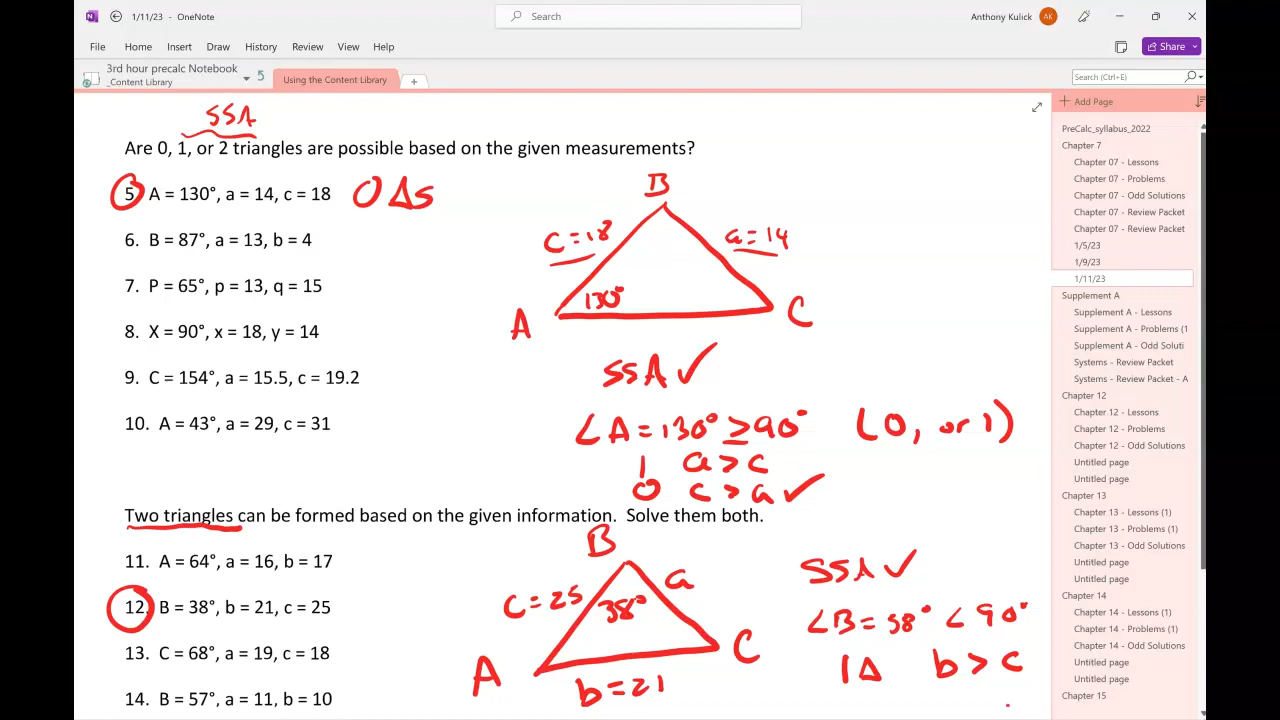 1/11/23 - OneNote
Search
Anthony Kulick AK
File Home Insert Draw History Review View Help
Share
3rd hour precalc Notebook
_Content Library
Using the Content Library
Search (Ctrl+E)
Add Page
SSA
Are 0, 1, or 2 triangles are possible based on the given measurements?
5. A = 130°, a = 14, c = 18
0 Δs
6. B = 87°, a = 13, b = 4
7. P = 65°, p = 13, q = 15
8. X = 90°, x = 18, y = 14
9. C = 154°, a = 15.5, c = 19.2
10. A = 43°, a = 29, c = 31
B
c = 18
a = 14
130°
A
C
SSA ✓
∠A = 130° ≥ 90° (0, or 1)
1 a > c
0 c > a ✓
Two triangles can be formed based on the given information. Solve them both.
11. A = 64°, a = 16, b = 17
12. B = 38°, b = 21, c = 25
13. C = 68°, a = 19, c = 18
14. B = 57°, a = 11, b = 10
B
c = 25
a
38°
A
C
b = 21
SSA ✓
∠B = 38° < 90°
1Δ b > c
PreCalc_syllabus_2022
Chapter 7
Chapter 07 - Lessons
Chapter 07 - Problems
Chapter 07 - Odd Solutions
Chapter 07 - Review Packet
Chapter 07 - Review Packet
1/5/23
1/9/23
1/11/23
Supplement A
Supplement A - Lessons
Supplement A - Problems (1
Supplement A - Odd Soluti
Systems - Review Packet
Systems - Review Packet - A
Chapter 12
Chapter 12 - Lessons
Chapter 12 - Problems
Chapter 12 - Odd Solutions
Untitled page
Untitled page
Chapter 13
Chapter 13 - Lessons (1)
Chapter 13 - Problems (1)
Chapter 13 - Odd Solutions
Untitled page
Untitled page
Chapter 14
Chapter 14 - Lessons (1)
Chapter 14 - Problems (1)
Chapter 14 - Odd Solutions
Untitled page
Untitled page
Chapter 15